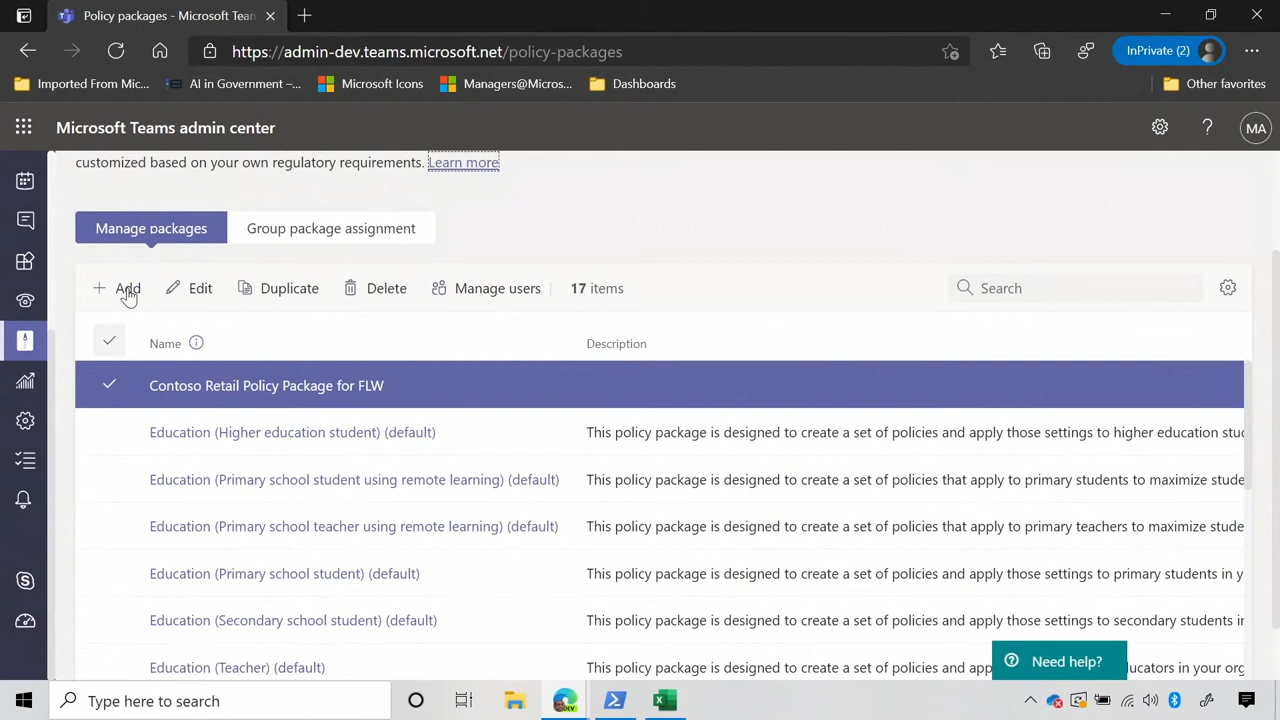 Policy packages - Microsoft Tean
https://admin-dev.teams.microsoft.net/policy-packages
InPrivate (2)
Imported From Mic...
AI in Government –...
Microsoft Icons
Managers@Micros...
Dashboards
Other favorites
Microsoft Teams admin center
MA
customized based on your own regulatory requirements. Learn more
Manage packages
Group package assignment
Add
Edit
Duplicate
Delete
Manage users
17 items
Search
Name
Description
Contoso Retail Policy Package for FLW
Education (Higher education student) (default)
This policy package is designed to create a set of policies and apply those settings to higher education stuc
Education (Primary school student using remote learning) (default)
This policy package is designed to create a set of policies that apply to primary students to maximize stude
Education (Primary school teacher using remote learning) (default)
This policy package is designed to create a set of policies that apply to primary teachers to maximize stude
Education (Primary school student) (default)
This policy package is designed to create a set of policies and apply those settings to primary students in y
Education (Secondary school student) (default)
This policy package is designed to create a set of policies and apply those settings to secondary students in
Education (Teacher) (default)
This policy package is designed to create a set of policies and apply those settings to educators in your org
Need help?
Type here to search
DEV